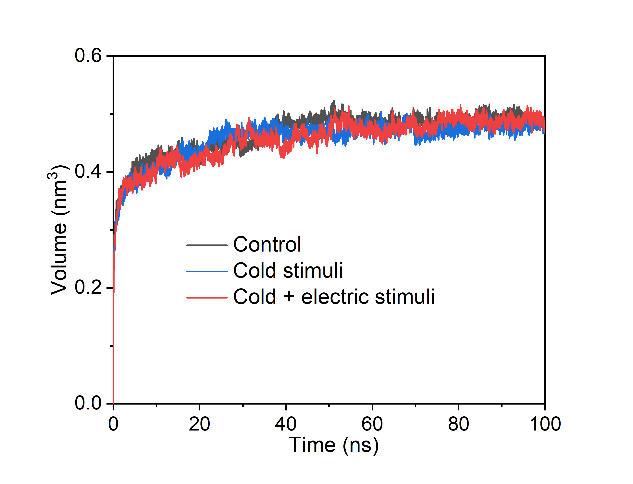 0.6
0.4
0.2
0.0
Volume (nm³)
Control
Cold stimuli
Cold + electric stimuli
0 20 40 60 80 100
Time (ns)